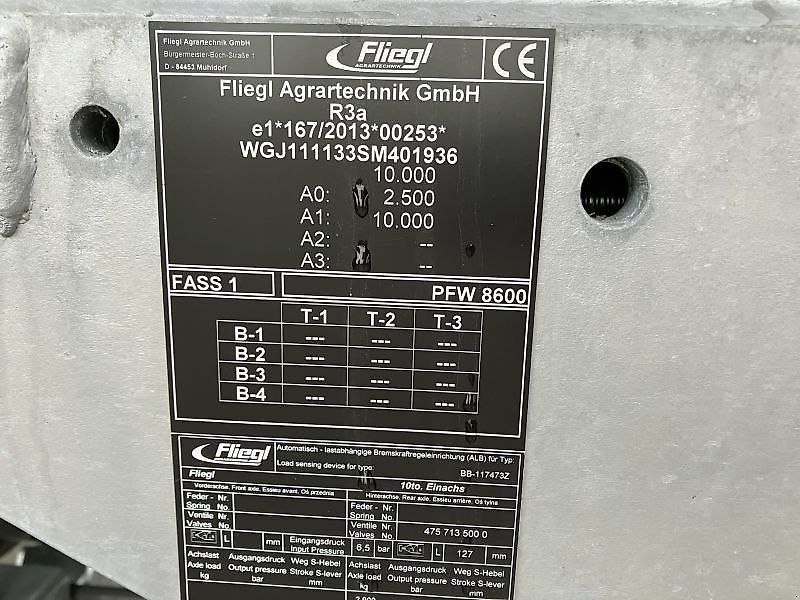 Fliegl Agrartechnik GmbH
Bürgermeister-Boch-Straße 1
D - 84453 Mühldorf
Fliegl
AGRARTECHNIK
CE
Fliegl Agrartechnik GmbH
R3a
e1*167/2013*00253*
WGJ111133SM401936
10.000
A0: 2.500
A1: 10.000
A2: --
A3: --
FASS 1 PFW 8600
T-1 T-2 T-3
B-1 --- --- ---
B-2 --- --- ---
B-3 --- --- ---
B-4 --- --- ---
Fliegl
Automatisch - lastabhängige Bremskraftregeleinrichtung (ALB) für Typ:
Load sensing device for type: BB-117473Z
Fliegl 10to. Einachs
Vorderachse, Front axle, Essieu avant, Oś przednia Hinterachse, Rear axle, Essieu arrière, Oś tylna
Feder - Nr. Feder - Nr.
Spring No. Spring No.
Ventile Nr. Ventile Nr.
Valves No. Valves No. 475 713 500 0
L mm Eingangsdruck Input Pressure 6,5 bar L 127 mm
Achslast Ausgangsdruck Weg S-Hebel Achslast Ausgangsdruck Weg S-Hebel
Axle load Output pressure Stroke S-lever Axle load Output pressure Stroke S-lever
kg bar mm kg bar mm